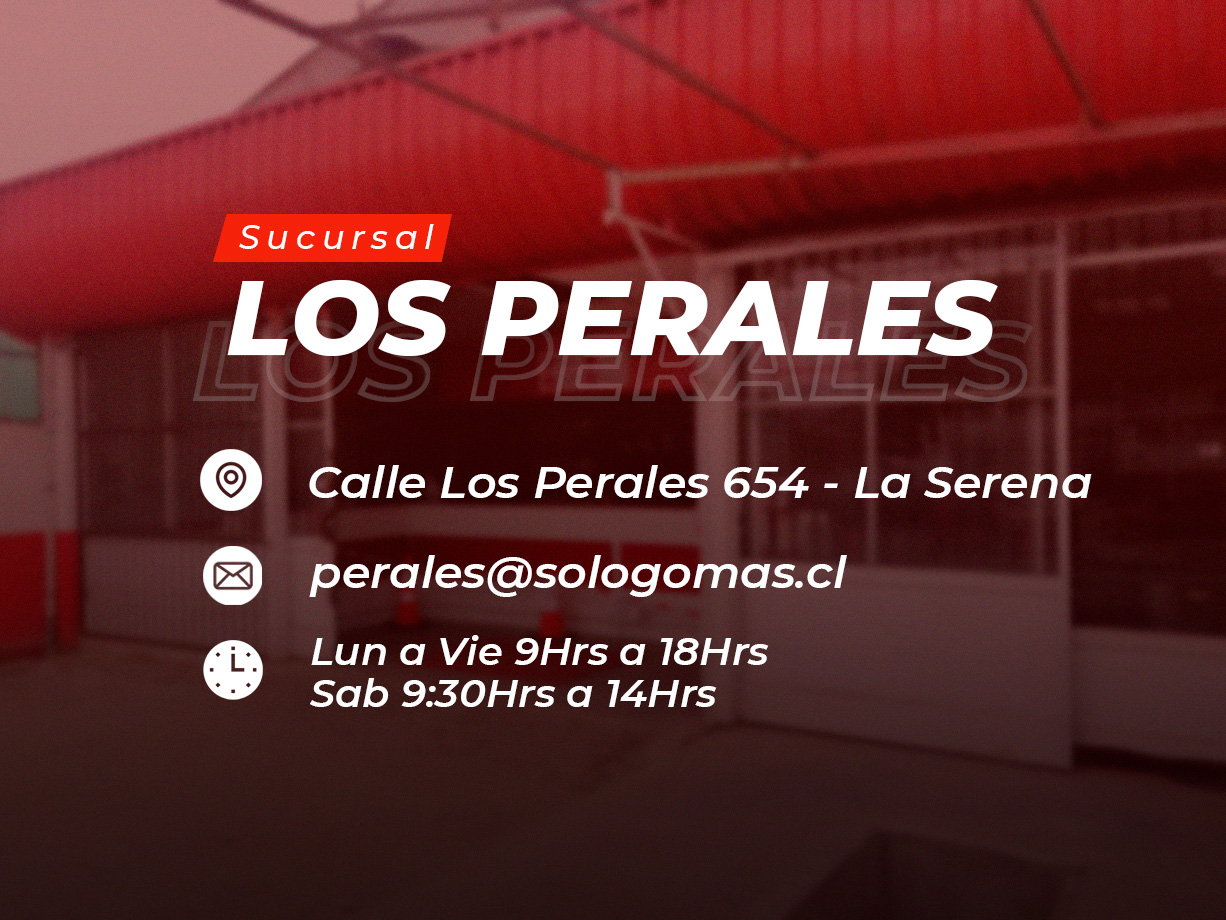 Sucursal
LOS PERALES
LOS PERALES
Calle Los Perales 654 - La Serena
perales@sologomas.cl
Lun a Vie 9Hrs a 18Hrs
Sab 9:30Hrs a 14Hrs